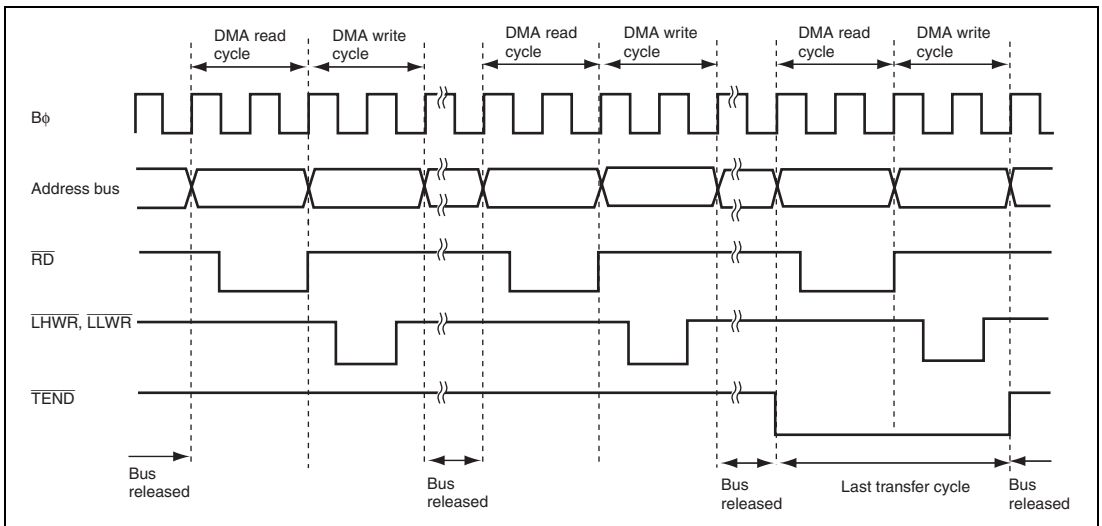 DMA read
cycle
DMA write
cycle
DMA read
cycle
DMA write
cycle
DMA read
cycle
DMA write
cycle
Bφ
Address bus
RD
LHWR, LLWR
TEND
Bus
released
Bus
released
Bus
released
Last transfer cycle
Bus
released